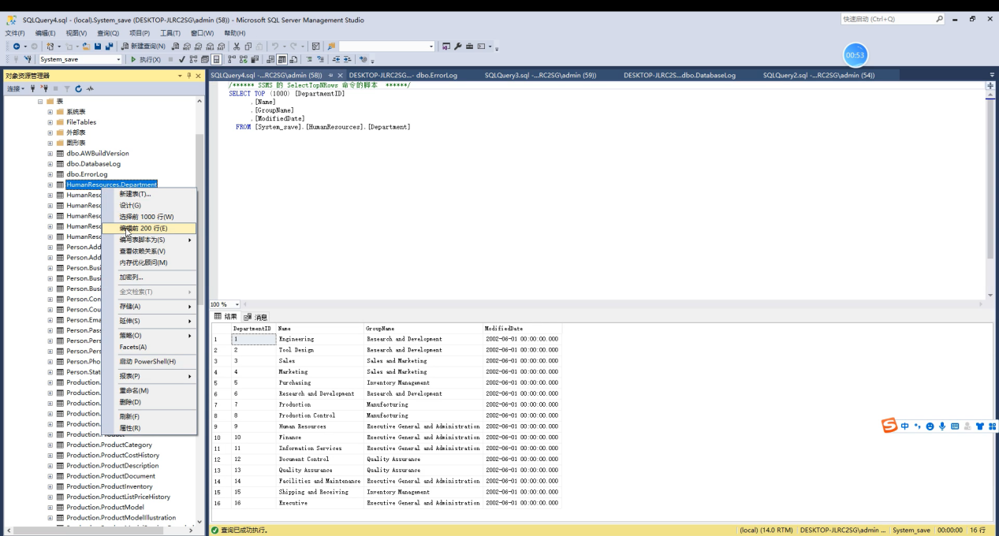 SQLQuery4.sql - (local).System_save (DESKTOP-JLRC2SG\admin (58)) - Microsoft SQL Server Management Studio
快速启动 (Ctrl+Q)
文件(F) 编辑(E) 视图(V) 查询(Q) 项目(P) 工具(T) 窗口(W) 帮助(H)
新建查询(N)
00:53
System_save 执行(X)
对象资源管理器
SQLQuery4.sql -...RC2SG\admin (58)) DESKTOP-JLRC2SG...- dbo.ErrorLog SQLQuery3.sql -...RC2SG\admin (59)) DESKTOP-JLRC2S...dbo.DatabaseLog SQLQuery2.sql -...RC2SG\admin (54))
连接
表
系统表
FileTables
外部表
图形表
dbo.AWBuildVersion
dbo.DatabaseLog
dbo.ErrorLog
HumanResources.Department
HumanReso
HumanReso
HumanReso
HumanReso
HumanReso
Person.Add
Person.Add
Person.Busi
Person.Busi
Person.Busi
Person.Con
Person.Cou
Person.Ema
Person.Pass
Person.Pers
Person.Pers
Person.Pho
Person.Stat
Production.
Production.
Production.
Production.
Production.
Production.
Production.ProductCategory
Production.ProductCostHistory
Production.ProductDescription
Production.ProductDocument
Production.ProductInventory
Production.ProductListPriceHistory
Production.ProductModel
Production.ProductModelIllustration
新建表(T)...
设计(G)
选择前 1000 行(W)
编辑前 200 行(E)
编写表脚本为(S)
查看依赖关系(V)
内存优化顾问(M)
加密列...
全文检索(T)
存储(A)
延伸(S)
策略(O)
Facets(A)
启动 PowerShell(H)
报表(P)
重命名(M)
删除(D)
刷新(F)
属性(R)
/****** SSMS 的 SelectTopNRows 命令的脚本 ******/
SELECT TOP (1000) [DepartmentID]
,[Name]
,[GroupName]
,[ModifiedDate]
FROM [System_save].[HumanResources].[Department]
100 %
结果 消息
DepartmentID Name GroupName ModifiedDate
1 1 Engineering Research and Development 2002-06-01 00:00:00.000
2 2 Tool Design Research and Development 2002-06-01 00:00:00.000
3 3 Sales Sales and Marketing 2002-06-01 00:00:00.000
4 4 Marketing Sales and Marketing 2002-06-01 00:00:00.000
5 5 Purchasing Inventory Management 2002-06-01 00:00:00.000
6 6 Research and Development Research and Development 2002-06-01 00:00:00.000
7 7 Production Manufacturing 2002-06-01 00:00:00.000
8 8 Production Control Manufacturing 2002-06-01 00:00:00.000
9 9 Human Resources Executive General and Administration 2002-06-01 00:00:00.000
10 10 Finance Executive General and Administration 2002-06-01 00:00:00.000
11 11 Information Services Executive General and Administration 2002-06-01 00:00:00.000
12 12 Document Control Quality Assurance 2002-06-01 00:00:00.000
13 13 Quality Assurance Quality Assurance 2002-06-01 00:00:00.000
14 14 Facilities and Maintenance Executive General and Administration 2002-06-01 00:00:00.000
15 15 Shipping and Receiving Inventory Management 2002-06-01 00:00:00.000
16 16 Executive Executive General and Administration 2002-06-01 00:00:00.000
中
查询已成功执行。 (local) (14.0 RTM) DESKTOP-JLRC2SG\admin ... System_save 00:00:00 16 行